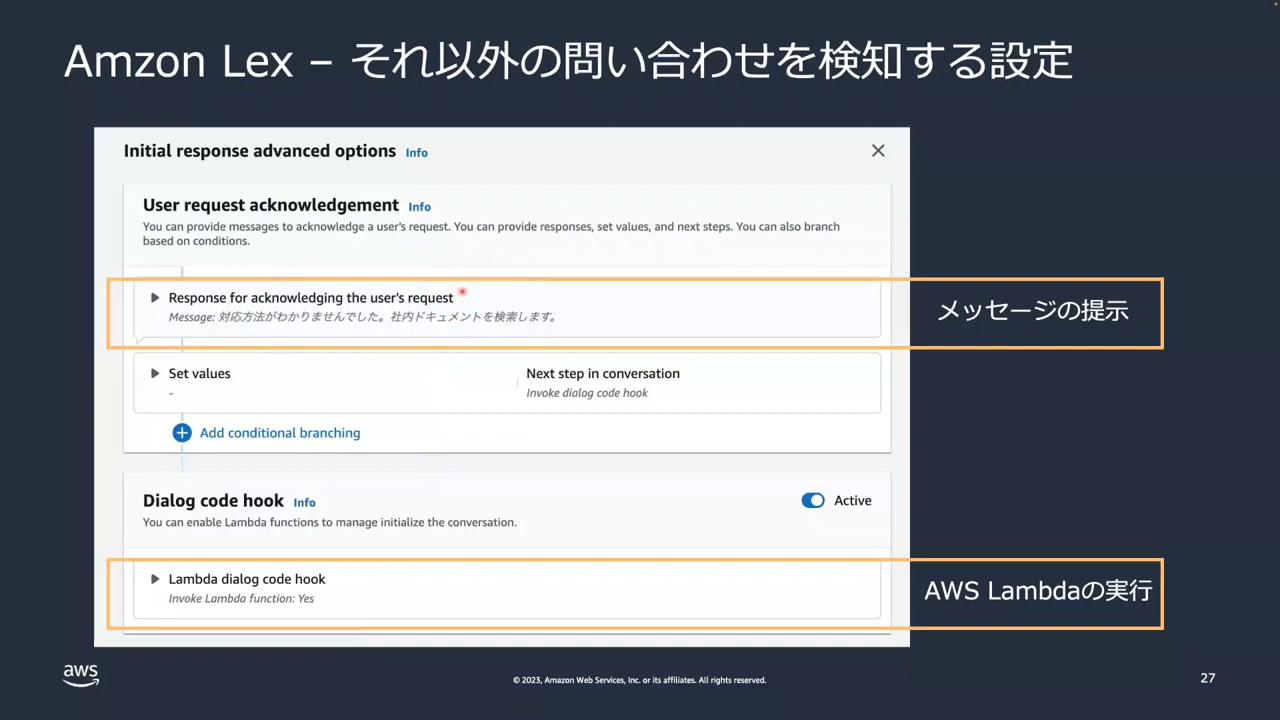 Amzon Lex – それ以外の問い合わせを検知する設定
Initial response advanced options Info
User request acknowledgement Info
You can provide messages to acknowledge a user's request. You can provide responses, set values, and next steps. You can also branch
based on conditions.
Response for acknowledging the user's request
Message: 対応方法がわかりませんでした。社内ドキュメントを検索します。
メッセージの提示
Set values
-
Next step in conversation
Invoke dialog code hook
Add conditional branching
Dialog code hook Info
Active
You can enable Lambda functions to manage initialize the conversation.
Lambda dialog code hook
Invoke Lambda function: Yes
AWS Lambdaの実行
aws
© 2023, Amazon Web Services, Inc. or its affiliates. All rights reserved.
27